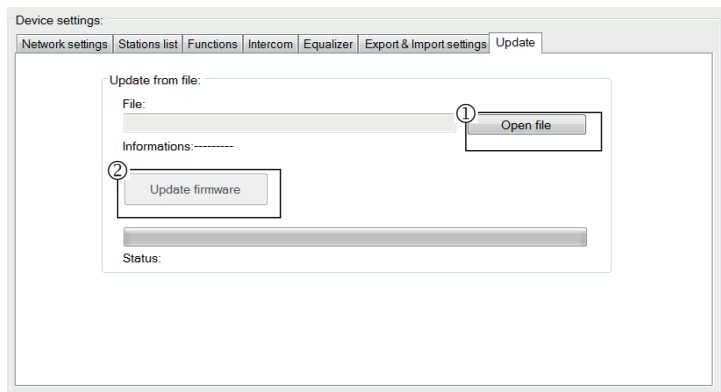 Device settings:
Network settings Stations list Functions Intercom Equalizer Export & Import settings Update
Update from file:
File:
① Open file
Informations:---------
②
Update firmware
Status: